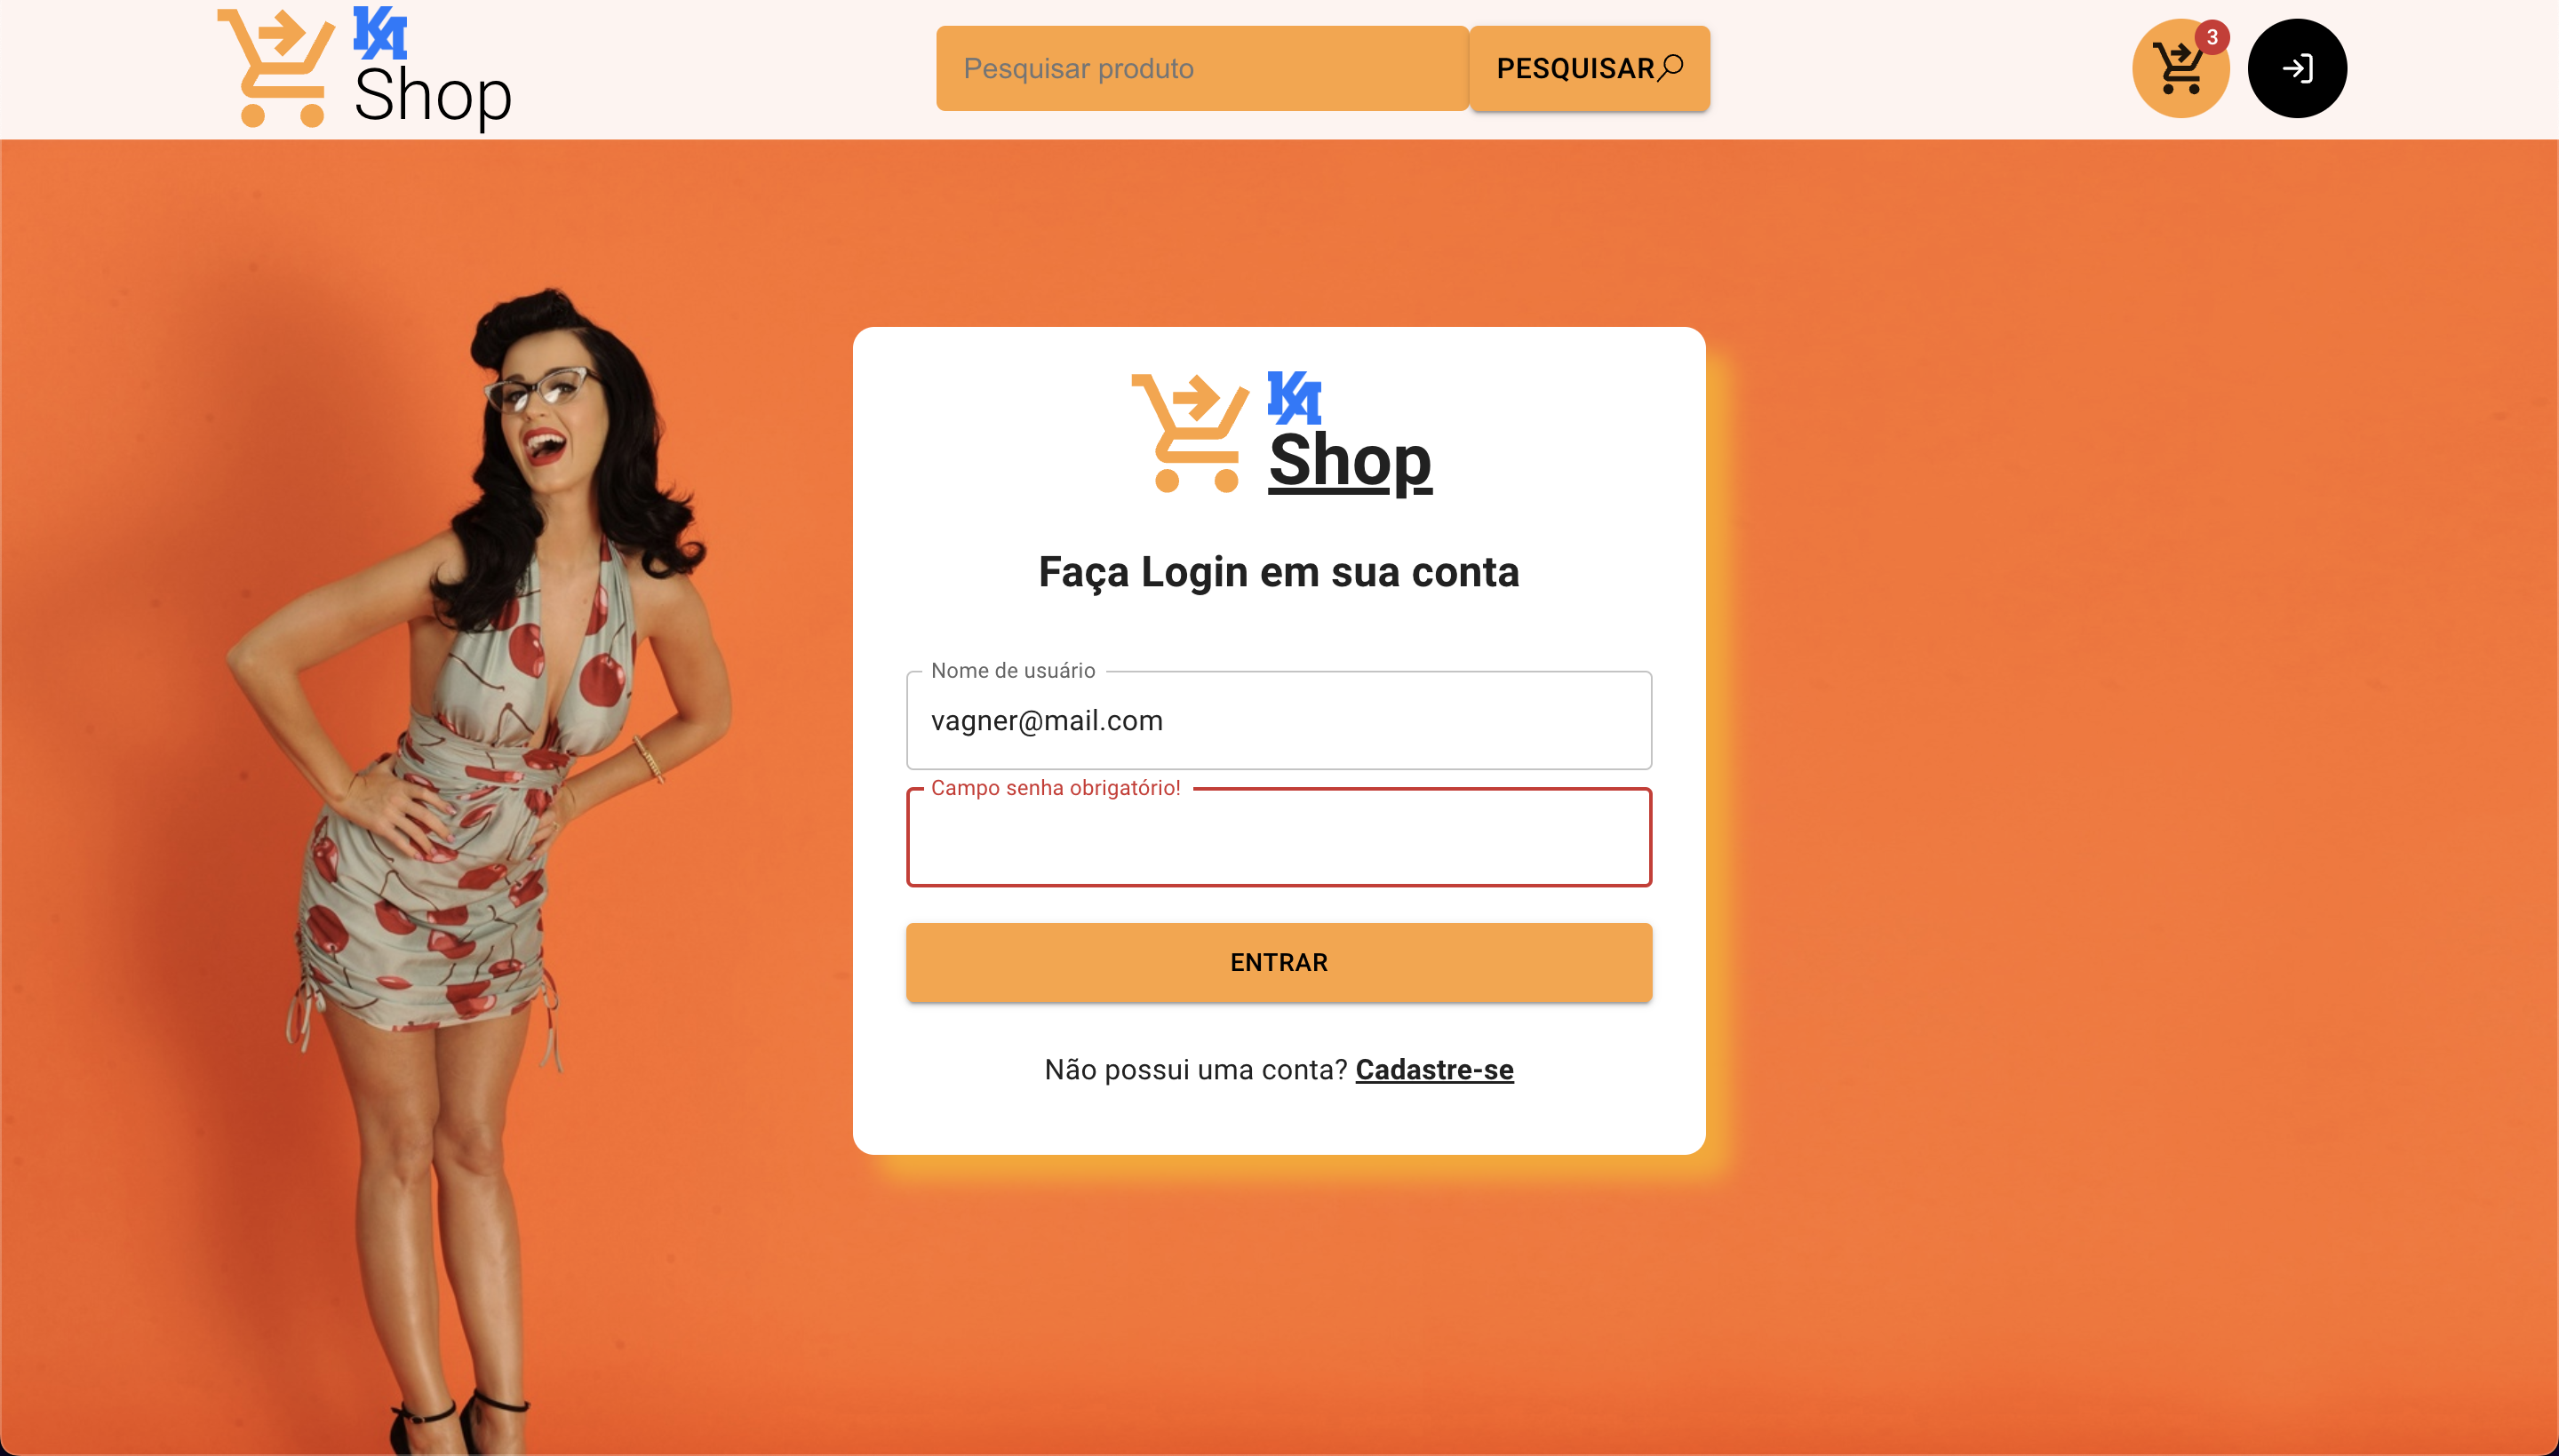 KA
Shop
Pesquisar produto
PESQUISAR
3
KA
Shop
Faça Login em sua conta
Nome de usuário
vagner@mail.com
Campo senha obrigatório!
ENTRAR
Não possui uma conta? Cadastre-se